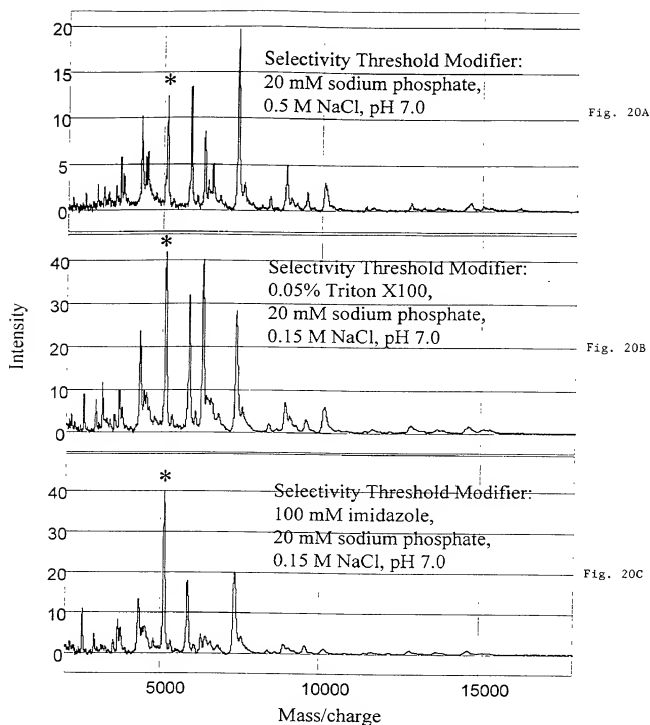 20
*
Selectivity Threshold Modifier:
15
20 mM sodium phosphate,
0.5 M NaCl, pH 7.0
Fig. 20A
10
5
0
*
40
Selectivity Threshold Modifier:
0.05% Triton X100,
30
20 mM sodium phosphate,
0.15 M NaCl, pH 7.0
Fig. 20B
20
10
0
Intensity
*
40
Selectivity Threshold Modifier:
100 mM imidazole,
30
20 mM sodium phosphate,
0.15 M NaCl, pH 7.0
Fig. 20C
20
10
0
5000 10000 15000
Mass/charge